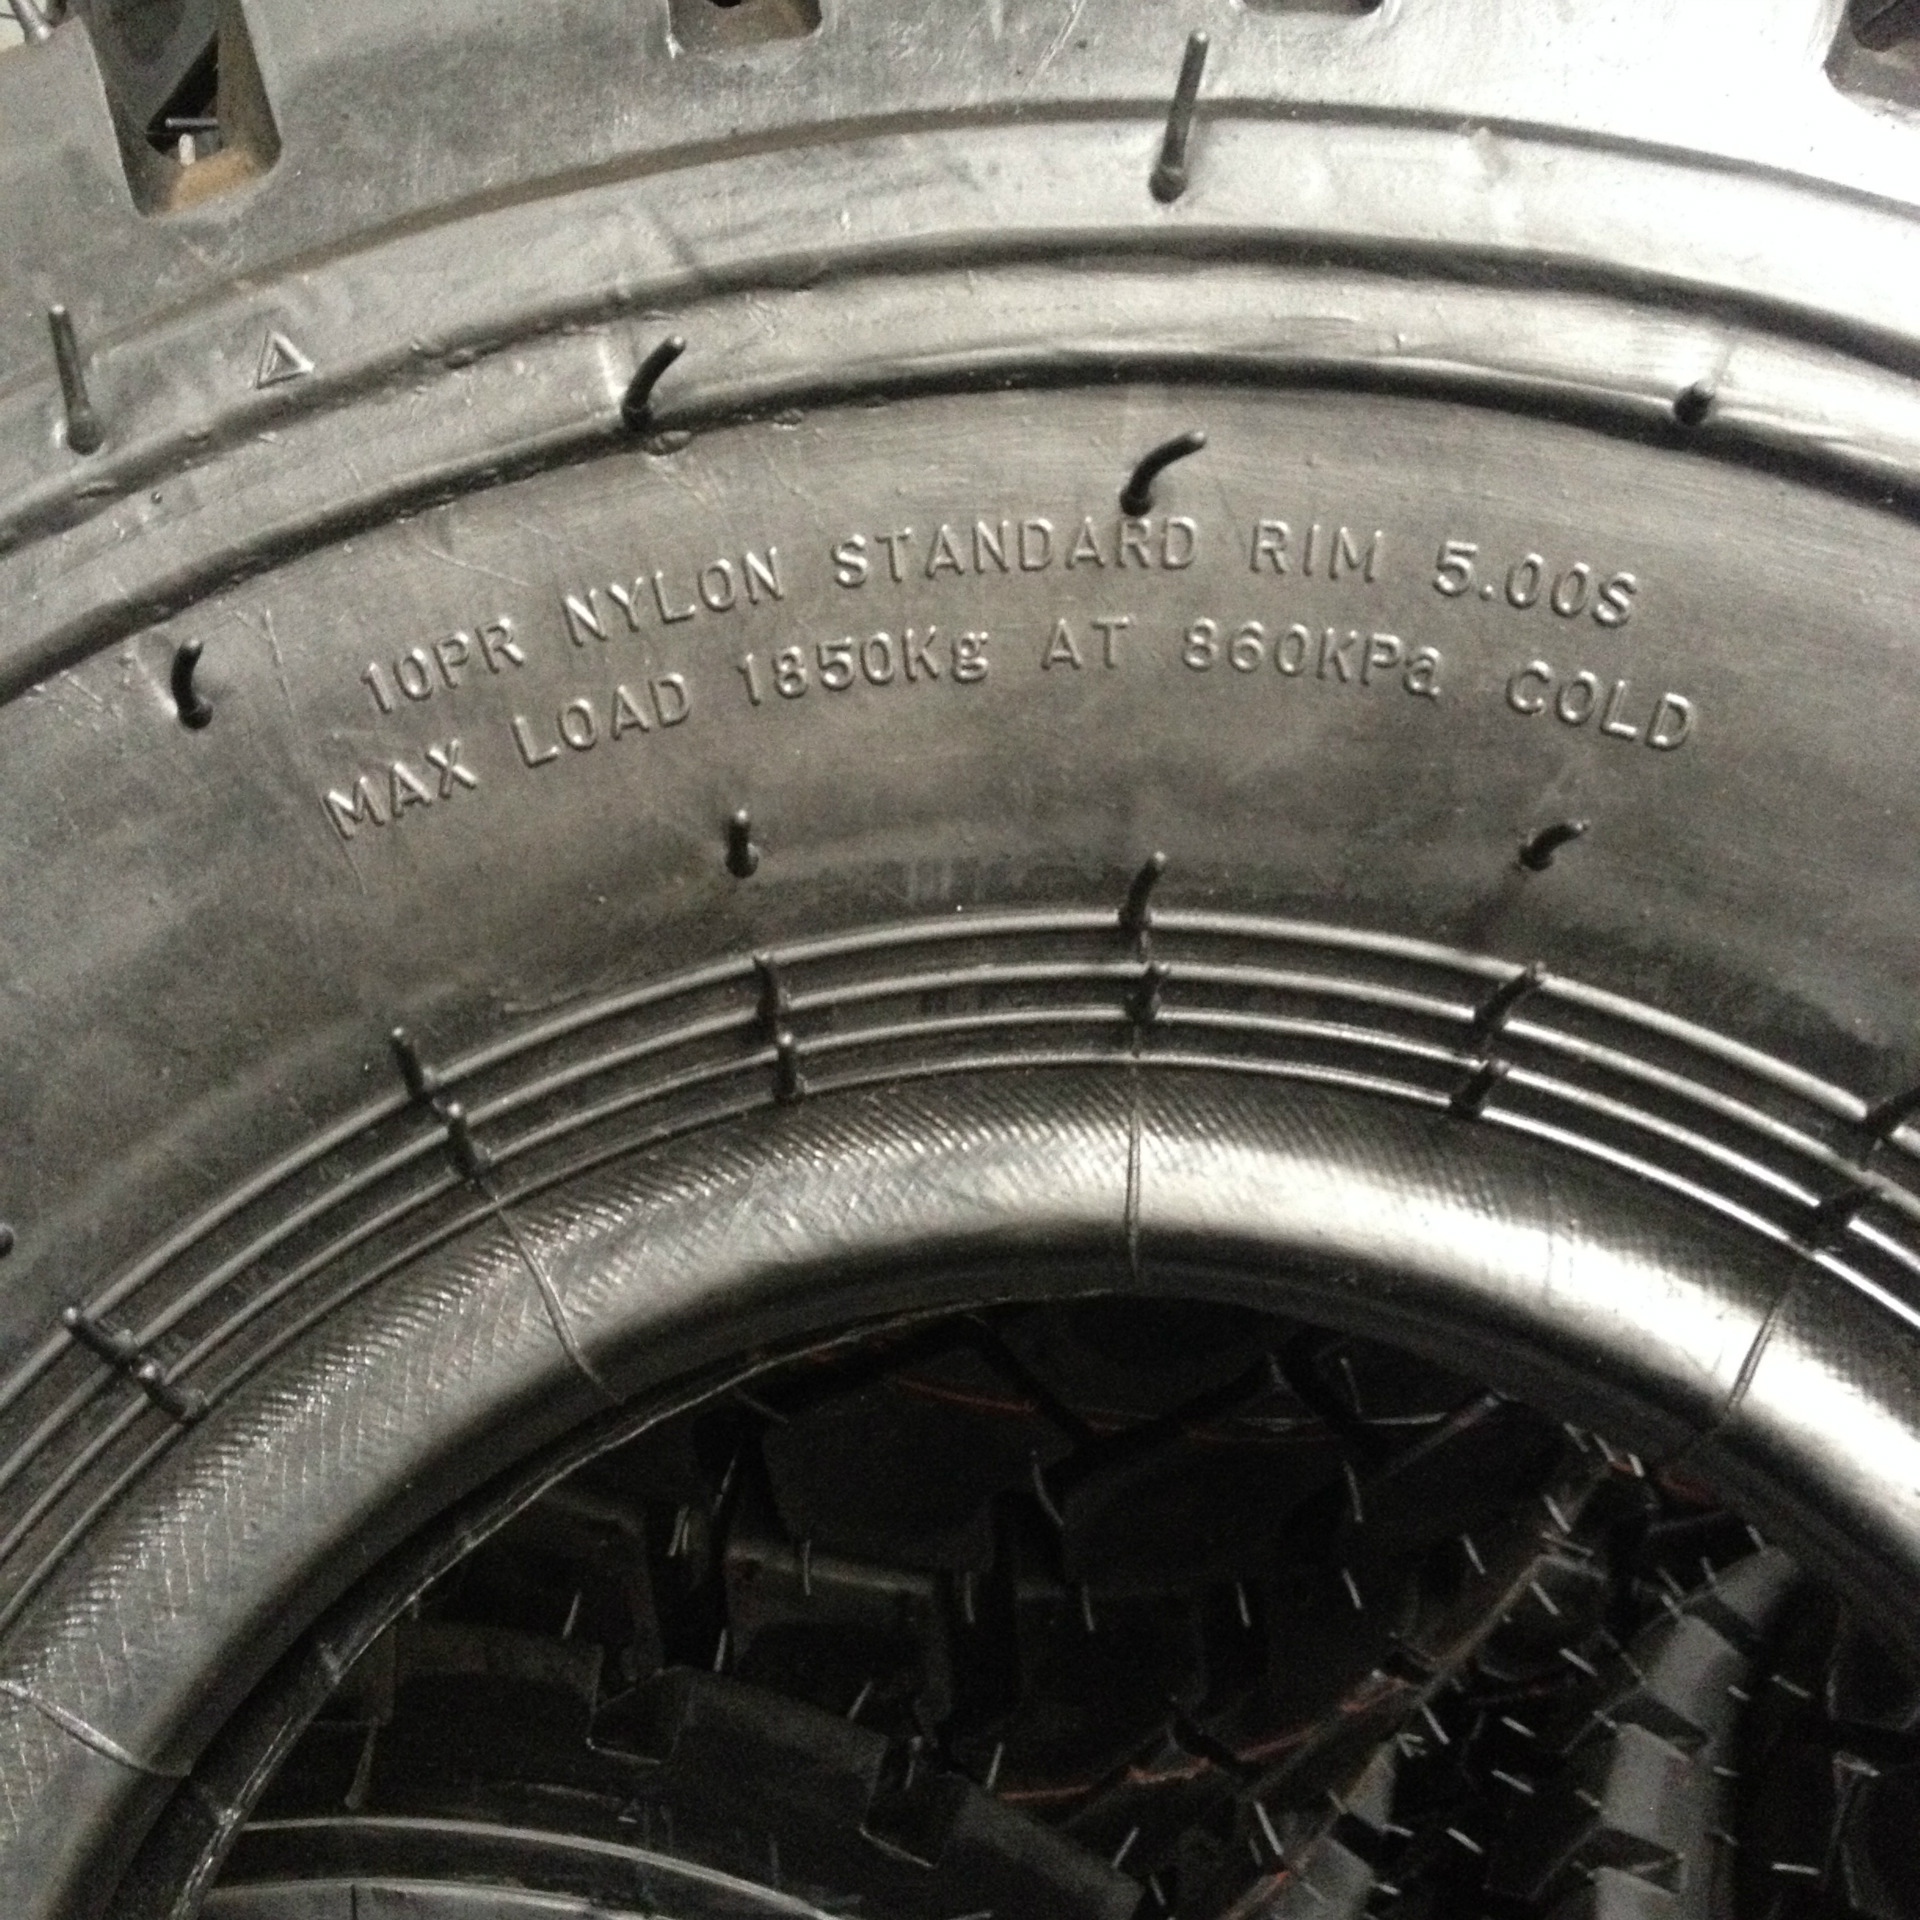 10PR NYLON STANDARD RIM 5.00S
MAX LOAD 1850Kg AT 860KPa COLD